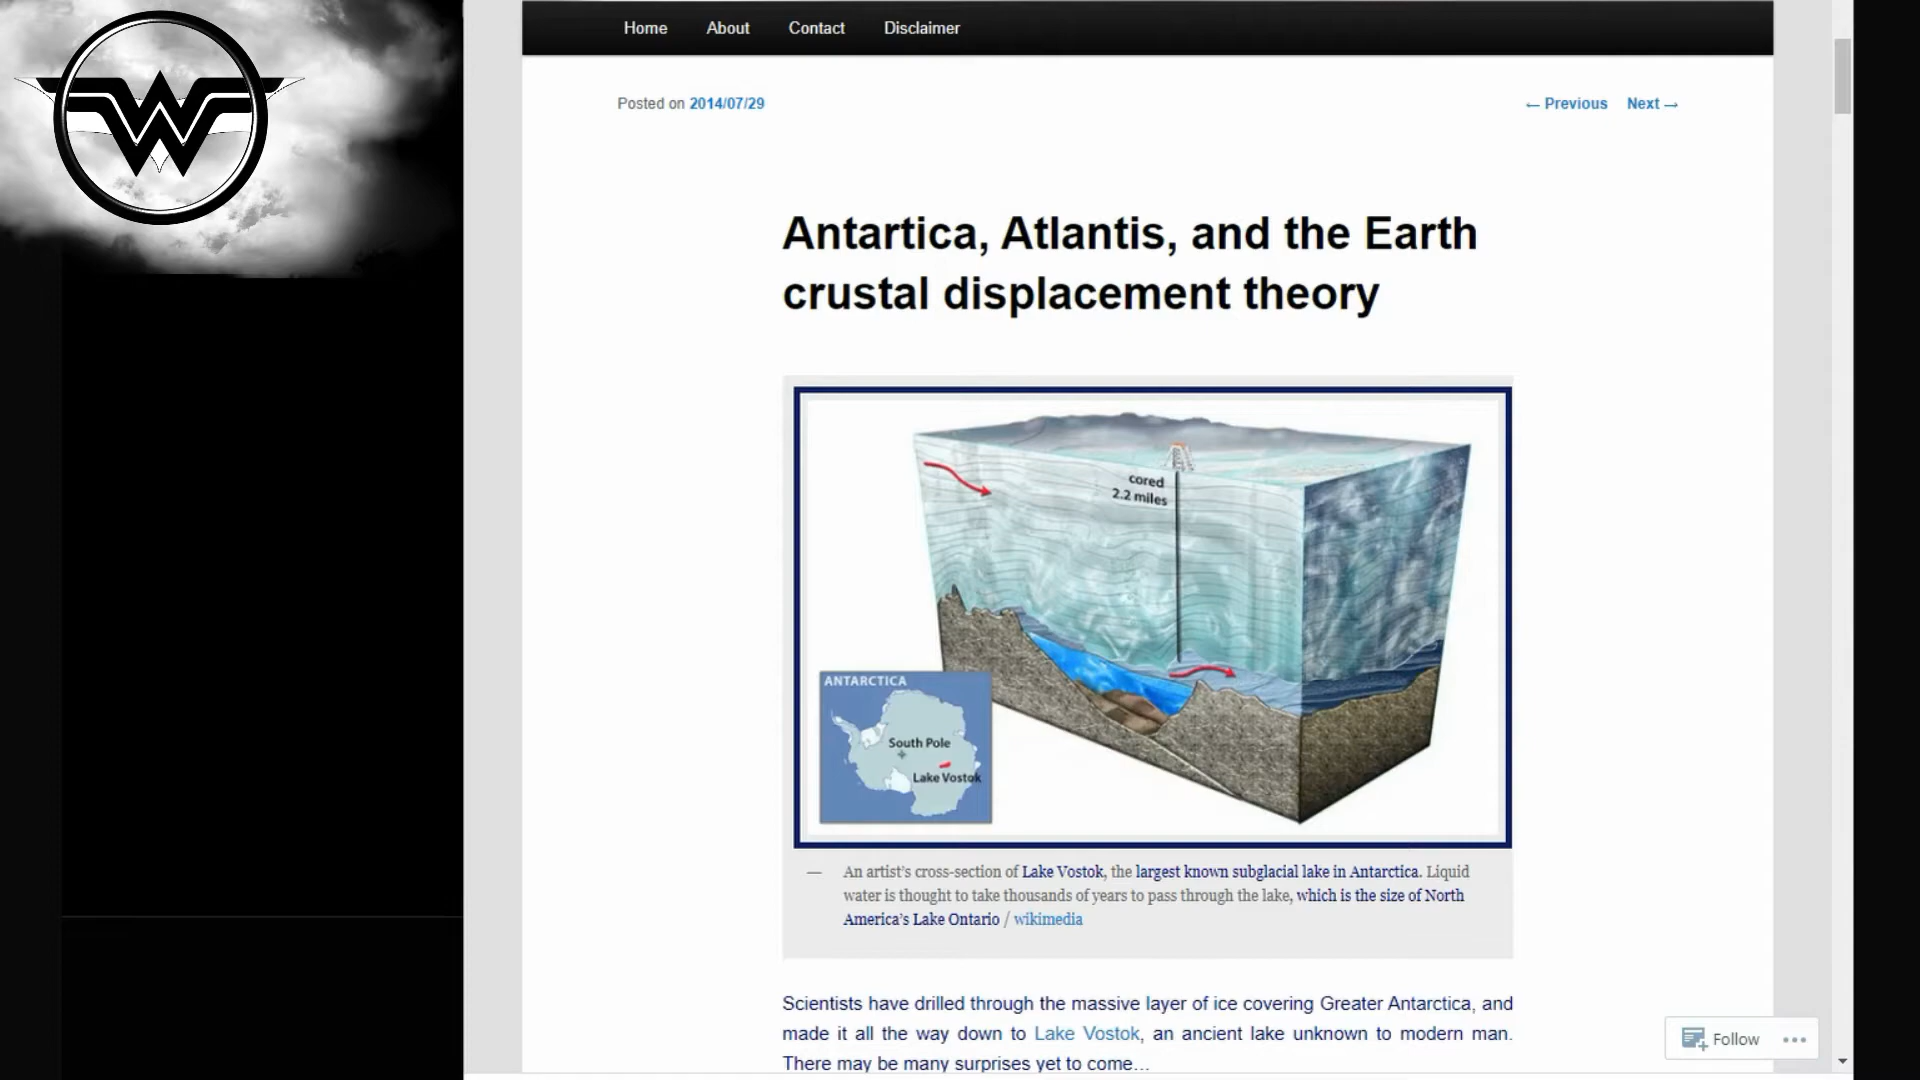 Home About Contact Disclaimer
Posted on 2014/07/29
← Previous Next →
Antartica, Atlantis, and the Earth
crustal displacement theory
cored
2.2 miles
ANTARCTICA
South Pole
Lake Vostok
— An artist's cross-section of Lake Vostok, the largest known subglacial lake in Antarctica. Liquid
water is thought to take thousands of years to pass through the lake, which is the size of North
America's Lake Ontario / wikimedia
Scientists have drilled through the massive layer of ice covering Greater Antarctica, and
made it all the way down to Lake Vostok, an ancient lake unknown to modern man.
There may be many surprises yet to come…
Follow
W